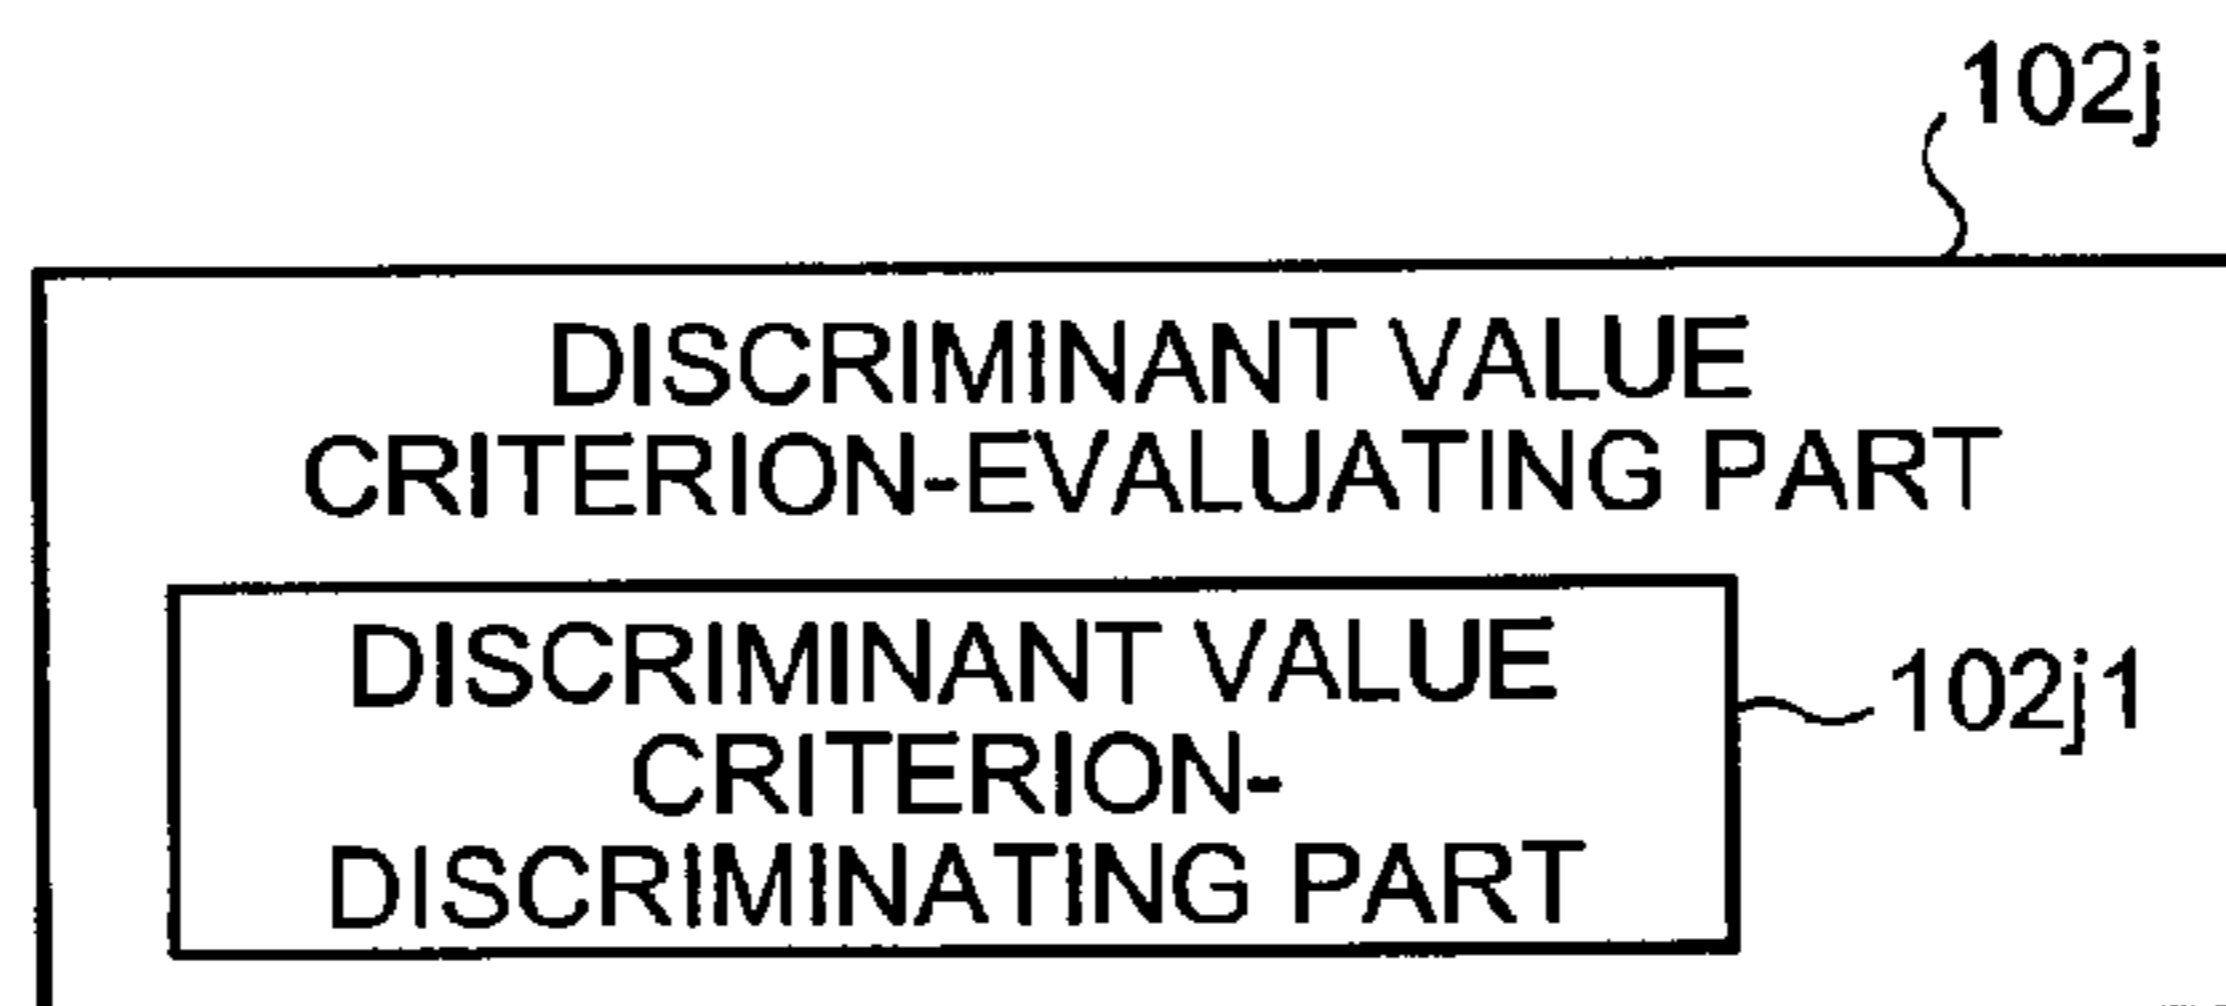 102j
DISCRIMINANT VALUE
CRITERION-EVALUATING PART
DISCRIMINANT VALUE
CRITERION-
DISCRIMINATING PART
102j1